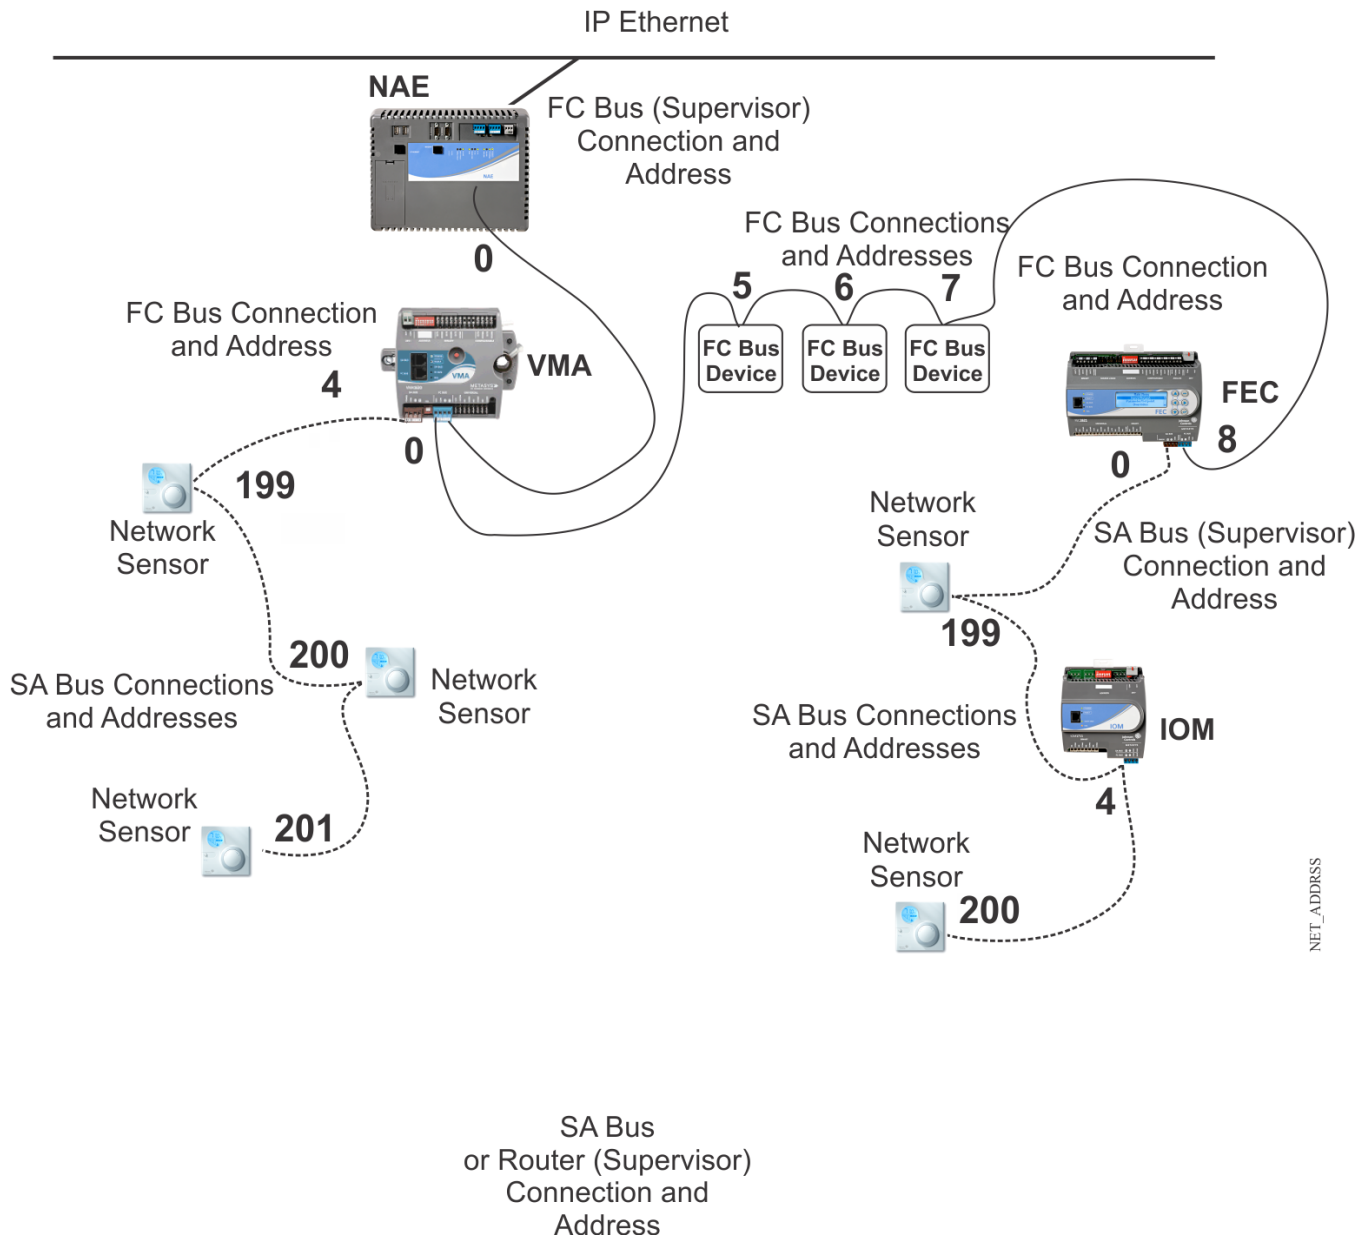 IP Ethernet
NAE
FC Bus (Supervisor)
Connection and
Address
NAE
0
FC Bus Connection
and Address
4
VMA
VMA
0
FC Bus Connections
and Addresses
5
6
7
FC Bus
Device
FC Bus
Device
FC Bus
Device
FC Bus Connection
and Address
FEC
FEC
8
0
199
Network
Sensor
200
Network
Sensor
SA Bus Connections
and Addresses
Network
Sensor
201
Network
Sensor
SA Bus (Supervisor)
Connection and
Address
199
SA Bus Connections
and Addresses
IOM
IOM
4
Network
Sensor
200
NET_ADDRSS
SA Bus
or Router (Supervisor)
Connection and
Address